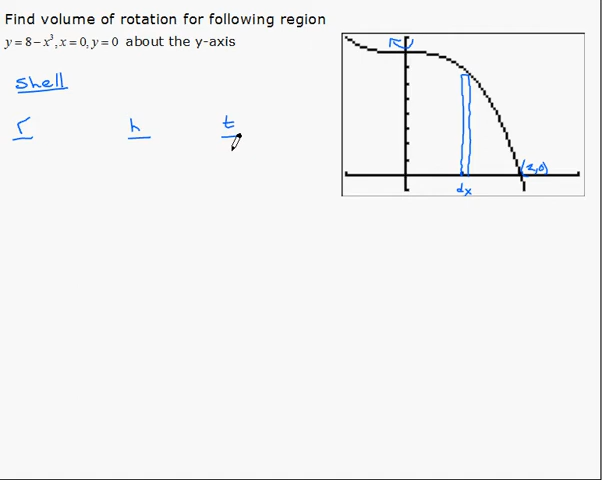 Find volume of rotation for following region
y = 8 − x³, x = 0, y = 0 about the y-axis
Shell
r h t
(2,0)
dx